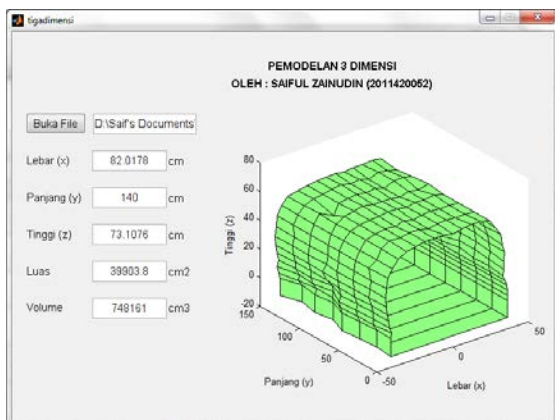 tigadimensi
PEMODELAN 3 DIMENSI
OLEH : SAIFUL ZAINUDIN (2011420052)
Buka File D:\Saif's Documents
Lebar (x) 82.0178 cm
Panjang (y) 140 cm
Tinggi (z) 73.1076 cm
Luas 39903.8 cm2
Volume 748161 cm3
80
60
40
20
0
-20
Tinggi (z)
150
100
50
0
Panjang (y)
-50
0
50
Lebar (x)